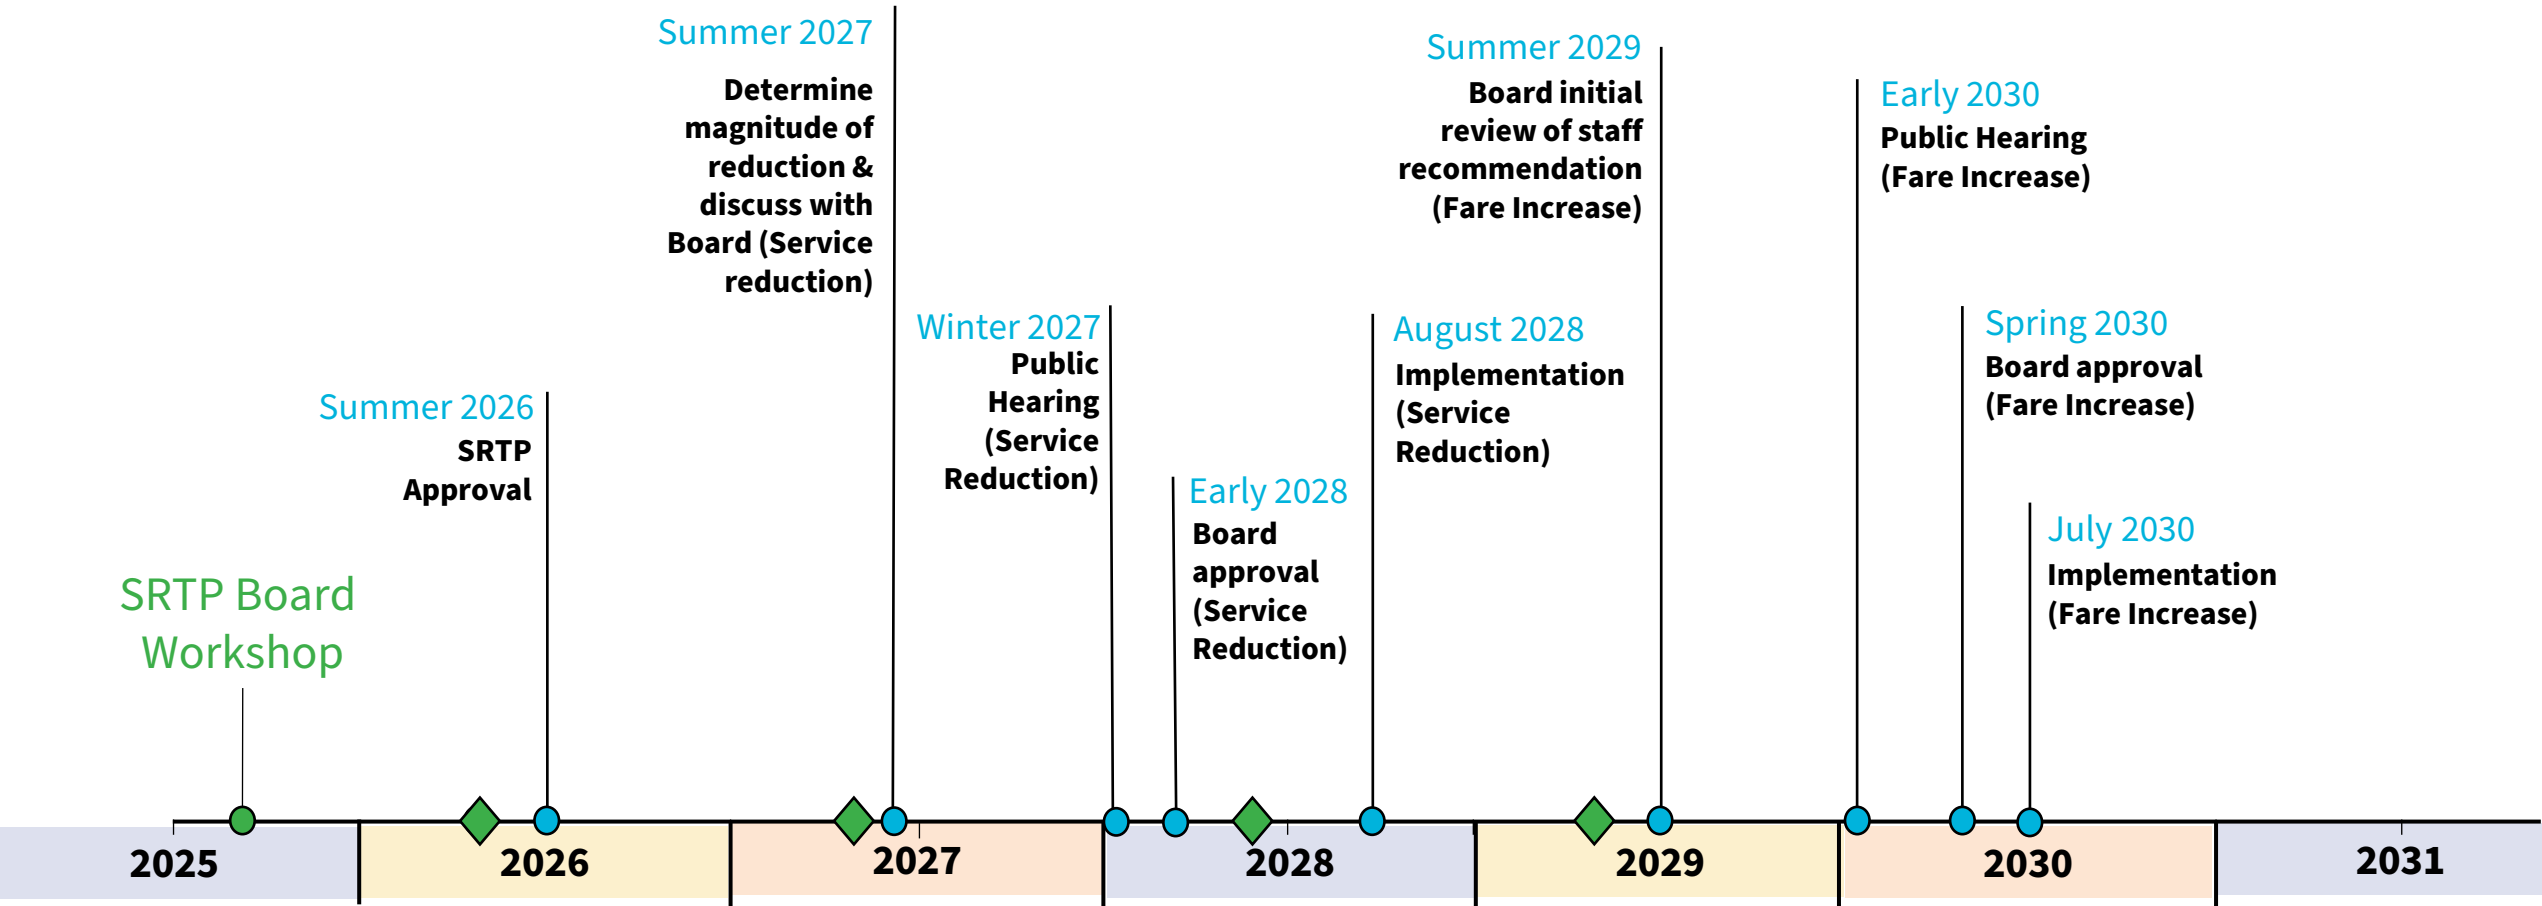 Summer 2027
Determine
magnitude of
reduction &
discuss with
Board (Service
reduction)
Summer 2029
Board initial
review of staff
recommendation
(Fare Increase)
Early 2030
Public Hearing
(Fare Increase)
Winter 2027
Public
Hearing
(Service
Reduction)
August 2028
Implementation
(Service
Reduction)
Spring 2030
Board approval
(Fare Increase)
Summer 2026
SRTP
Approval
Early 2028
Board
approval
(Service
Reduction)
July 2030
Implementation
(Fare Increase)
SRTP Board
Workshop
2025
2026
2027
2028
2029
2030
2031